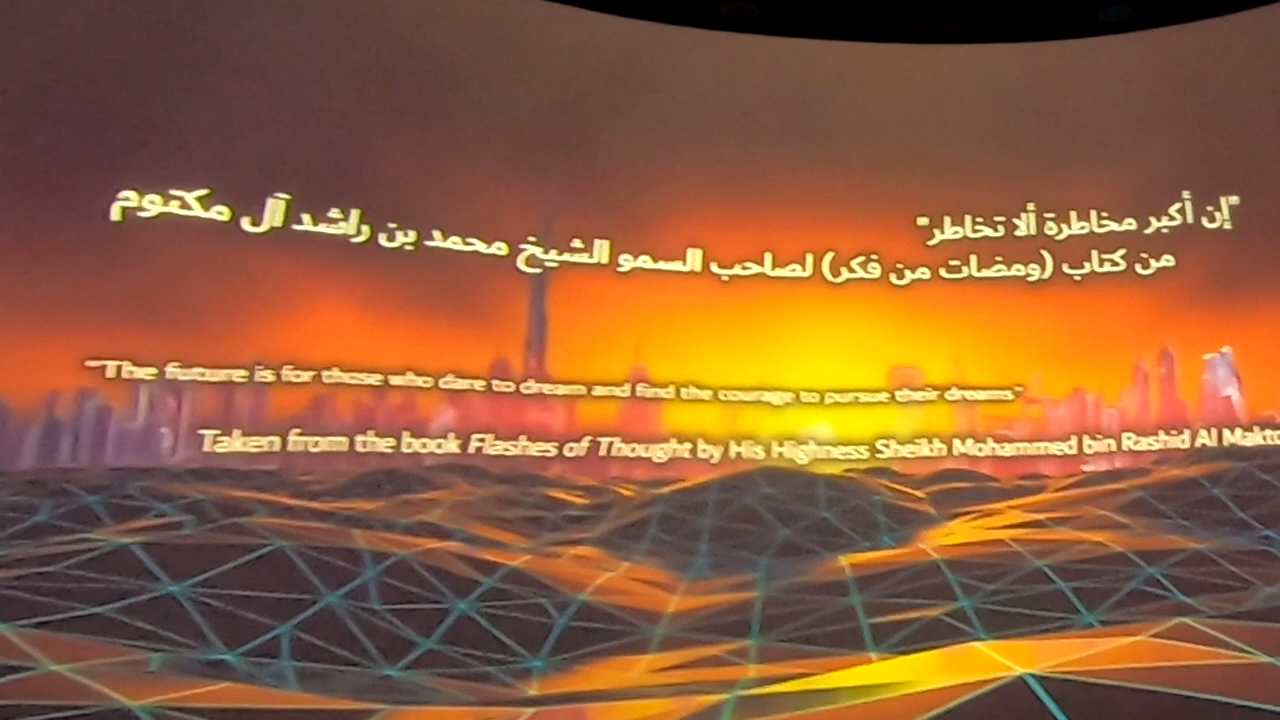 "إن أكبر مخاطرة ألا تخاطر"
من كتاب (ومضات من فكر) لصاحب السمو الشيخ محمد بن راشد آل مكتوم
"The future is for those who dare to dream and find the courage to pursue their dreams"
Taken from the book Flashes of Thought by His Highness Sheikh Mohammed bin Rashid Al Makto